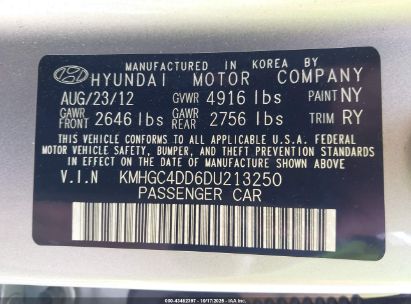 MANUFACTURED IN KOREA BY
HYUNDAI MOTOR COMPANY
AUG/23/12 GVWR 4916 lbs PAINT NY
GAWR FRONT 2646 lbs GAWR REAR 2756 lbs TRIM RY
THIS VEHICLE CONFORMS TO ALL APPLICABLE U.S.A. FEDERAL
MOTOR VEHICLE SAFETY, BUMPER, AND THEFT PREVENTION
STANDARDS IN EFFECT ON THE DATE OF MANUFACTURE SHOWN ABOVE.
V.I.N KMHGC4DD6DU213250
PASSENGER CAR